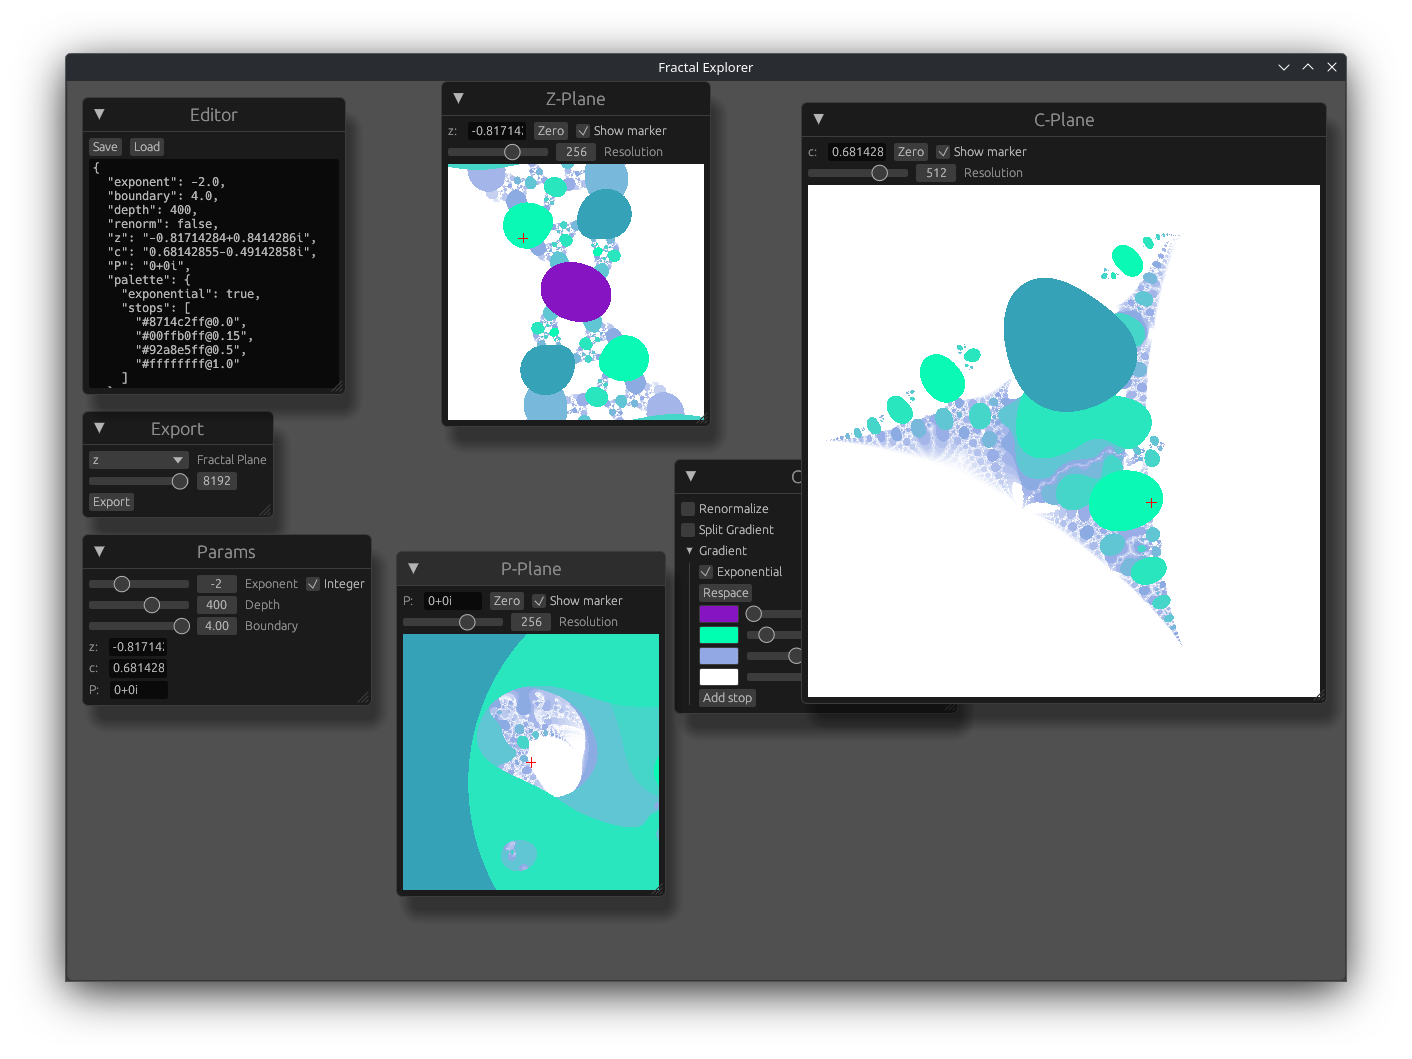 Fractal Explorer
Editor
Save Load
{
"exponent": -2.0,
"boundary": 4.0,
"depth": 400,
"renorm": false,
"z": "-0.81714284+0.8414286i",
"c": "0.68142855-0.49142858i",
"P": "0+0i",
"palette": {
"exponential": true,
"stops": [
"#8714c2ff@0.0",
"#00ffb0ff@0.15",
"#92a8e5ff@0.5",
"#ffffffff@1.0"
]
Export
z Fractal Plane
8192
Export
Params
-2 Exponent Integer
400 Depth
4.00 Boundary
z: -0.81714
c: 0.681428
P: 0+0i
Z-Plane
z: -0.81714 Zero Show marker
256 Resolution
P-Plane
P: 0+0i Zero Show marker
256 Resolution
Renormalize
Split Gradient
Gradient
Exponential
Respace
Add stop
C-Plane
c: 0.681428 Zero Show marker
512 Resolution